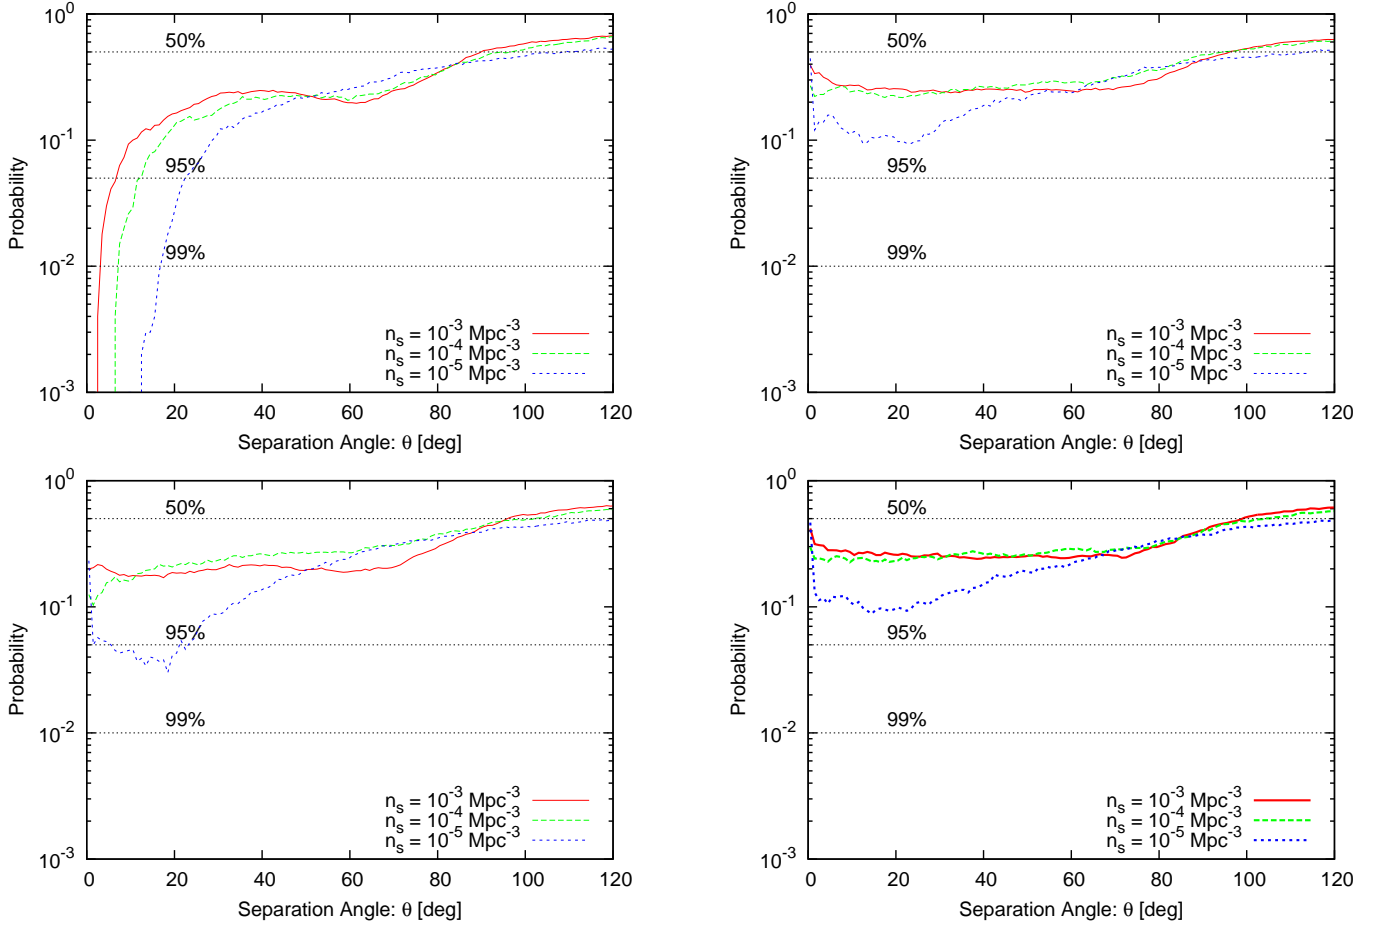 10^0
50%
10^-1
95%
Probability
99%
10^-2
n_s = 10^-3 Mpc^-3
n_s = 10^-4 Mpc^-3
n_s = 10^-5 Mpc^-3
10^-3
0 20 40 60 80 100 120
Separation Angle: θ [deg]
10^0
50%
10^-1
95%
Probability
99%
10^-2
n_s = 10^-3 Mpc^-3
n_s = 10^-4 Mpc^-3
n_s = 10^-5 Mpc^-3
10^-3
0 20 40 60 80 100 120
Separation Angle: θ [deg]
10^0
50%
10^-1
95%
Probability
99%
10^-2
n_s = 10^-3 Mpc^-3
n_s = 10^-4 Mpc^-3
n_s = 10^-5 Mpc^-3
10^-3
0 20 40 60 80 100 120
Separation Angle: θ [deg]
10^0
50%
10^-1
95%
Probability
99%
10^-2
n_s = 10^-3 Mpc^-3
n_s = 10^-4 Mpc^-3
n_s = 10^-5 Mpc^-3
10^-3
0 20 40 60 80 100 120
Separation Angle: θ [deg]